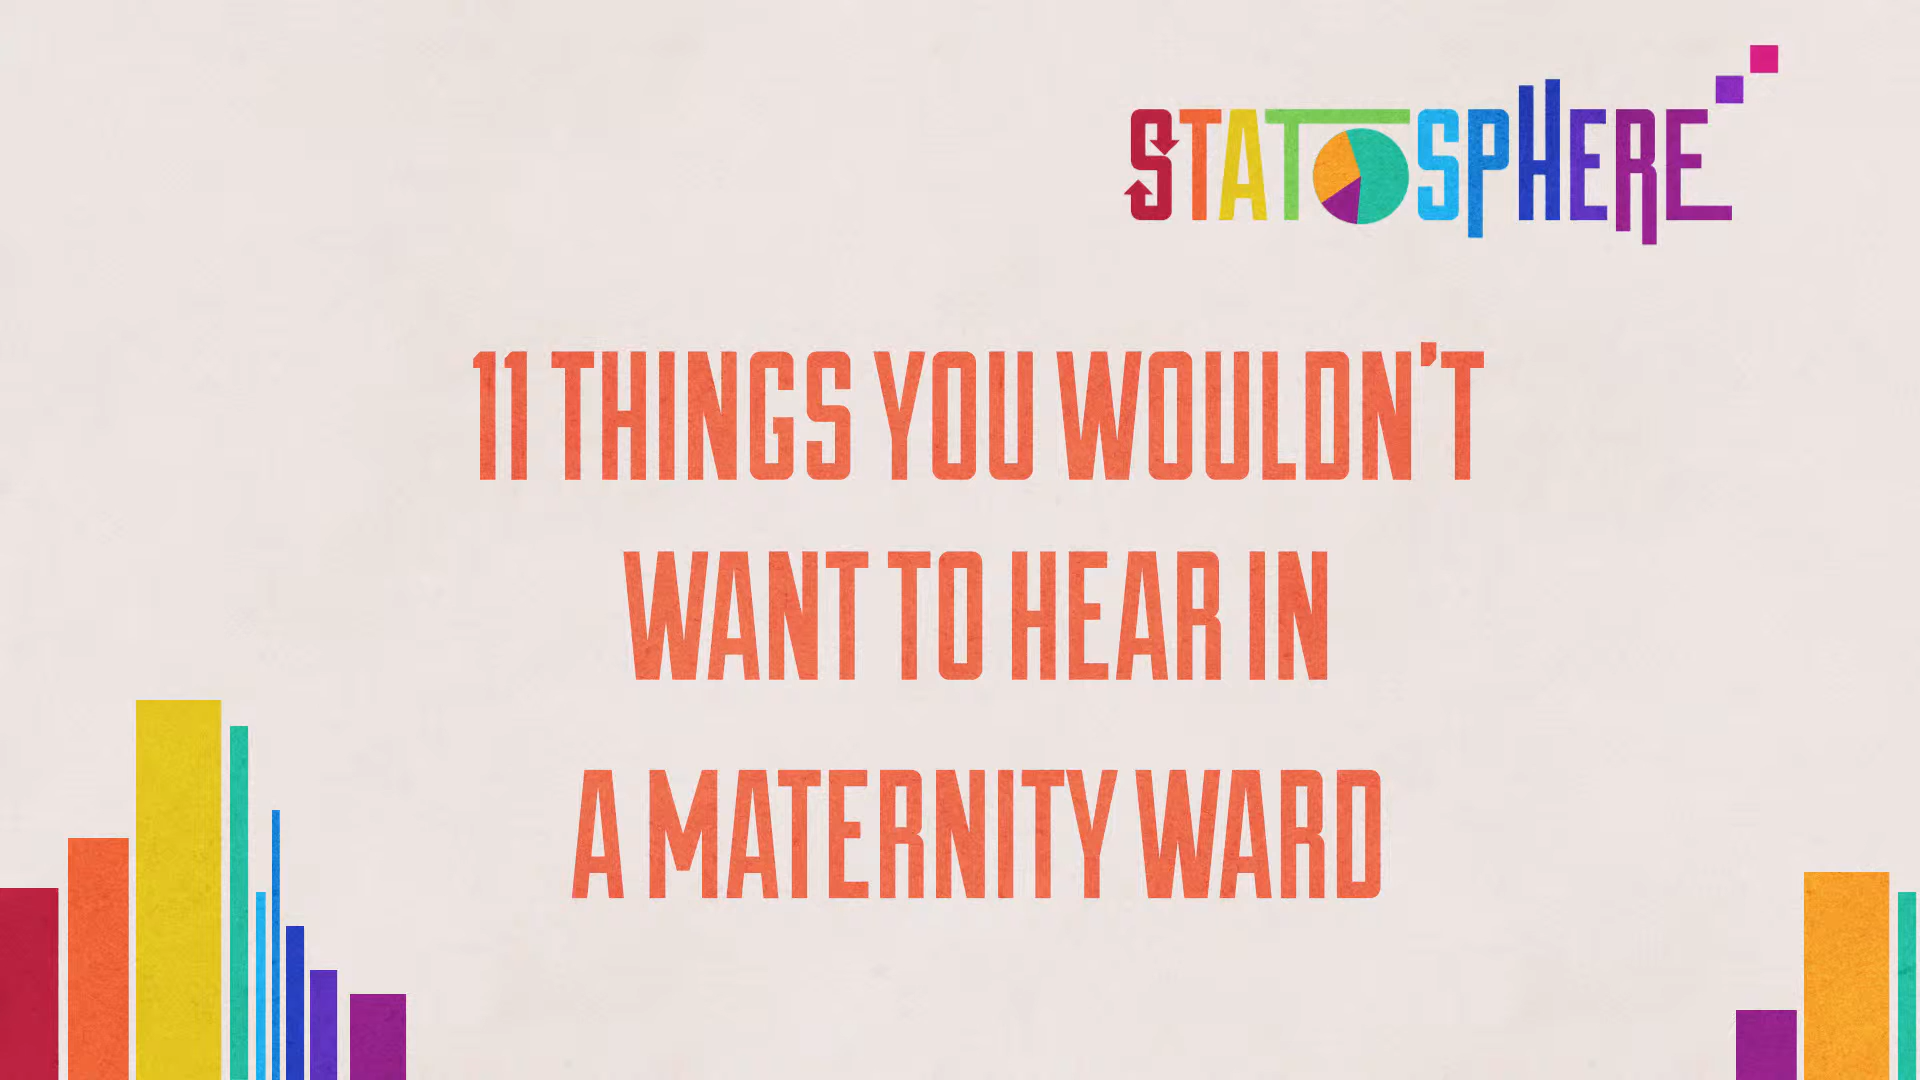 STATOSPHERE
11 THINGS YOU WOULDN'T
WANT TO HEAR IN
A MATERNITY WARD